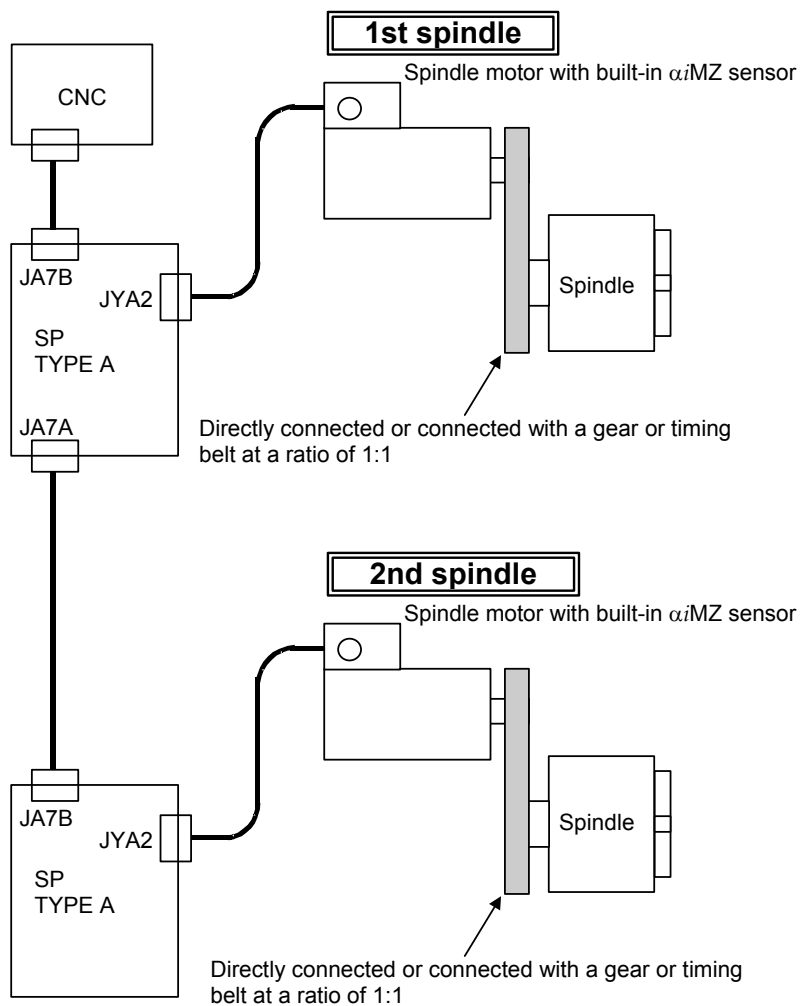 1st spindle
Spindle motor with built-in αiMZ sensor
CNC
JA7B
JYA2
Spindle
SP
TYPE A
JA7A
Directly connected or connected with a gear or timing
belt at a ratio of 1:1
2nd spindle
Spindle motor with built-in αiMZ sensor
JA7B
JYA2
Spindle
SP
TYPE A
Directly connected or connected with a gear or timing
belt at a ratio of 1:1